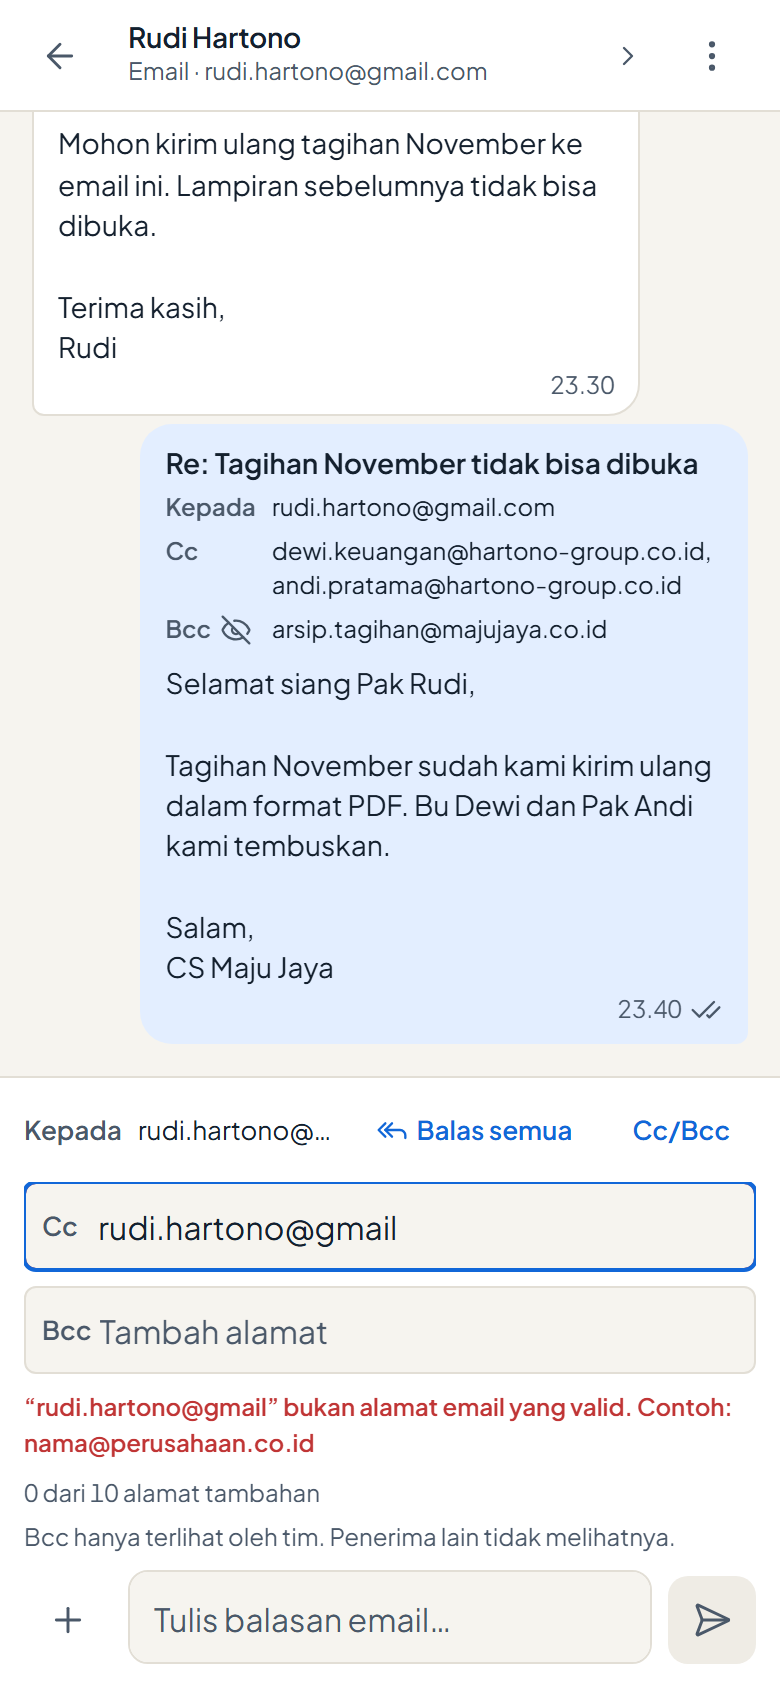 Rudi Hartono
Email · rudi.hartono@gmail.com
Mohon kirim ulang tagihan November ke
email ini. Lampiran sebelumnya tidak bisa
dibuka.
Terima kasih,
Rudi
23.30
Re: Tagihan November tidak bisa dibuka
Kepada rudi.hartono@gmail.com
Cc dewi.keuangan@hartono-group.co.id,
andi.pratama@hartono-group.co.id
Bcc arsip.tagihan@majujaya.co.id
Selamat siang Pak Rudi,
Tagihan November sudah kami kirim ulang
dalam format PDF. Bu Dewi dan Pak Andi
kami tembuskan.
Salam,
CS Maju Jaya
23.40
Kepada rudi.hartono@... Balas semua Cc/Bcc
Cc rudi.hartono@gmail
Bcc Tambah alamat
“rudi.hartono@gmail” bukan alamat email yang valid. Contoh:
nama@perusahaan.co.id
0 dari 10 alamat tambahan
Bcc hanya terlihat oleh tim. Penerima lain tidak melihatnya.
Tulis balasan email...